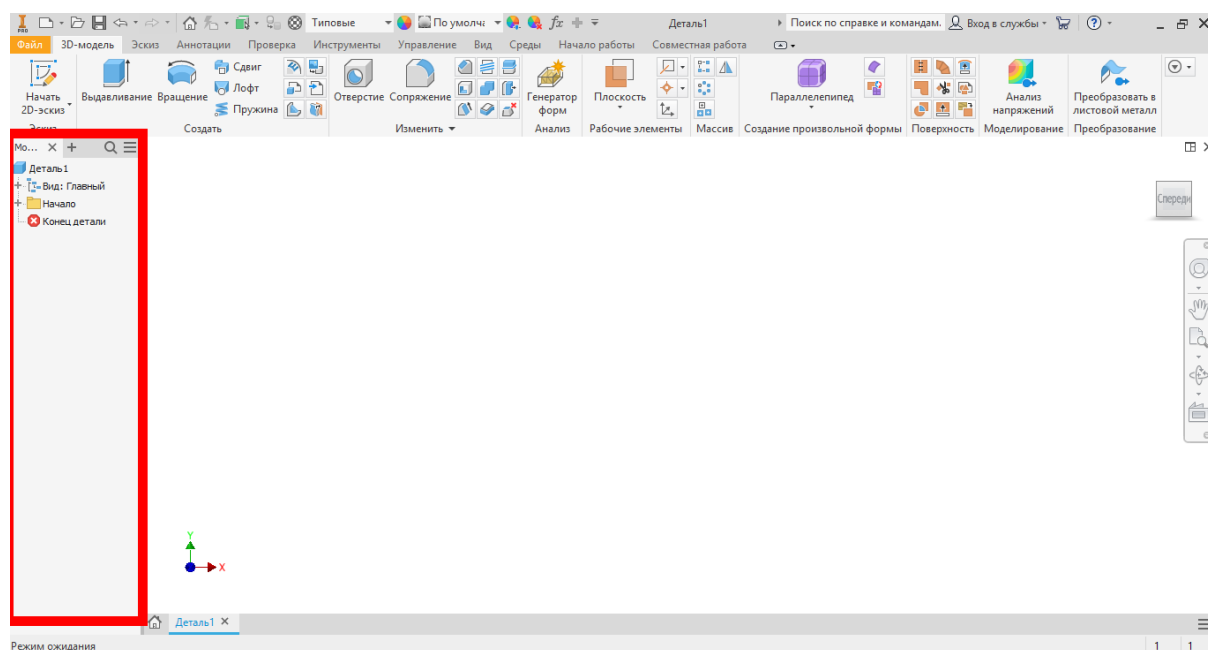 PRO Типовые По умолча fx Деталь1 Поиск по справке и командам. Вход в службы
Файл 3D-модель Эскиз Аннотации Проверка Инструменты Управление Вид Среды Начало работы Совместная работа
Начать 2D-эскиз
Выдавливание
Вращение
Сдвиг
Лофт
Пружина
Отверстие
Сопряжение
Генератор форм
Плоскость
Параллелепипед
Анализ напряжений
Преобразовать в листовой металл
Эскиз Создать Изменить Анализ Рабочие элементы Массив Создание произвольной формы Поверхность Моделирование Преобразование
Мо...
Деталь1
Вид: Главный
Начало
Конец детали
Спереди
Y
X
Деталь1
Режим ожидания 1 1